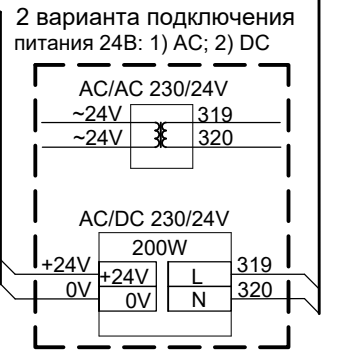 2 варианта подключения
питания 24В: 1) AC; 2) DC
AC/AC 230/24V
~24V 319
~24V 320
AC/DC 230/24V
200W
+24V +24V L 319
0V 0V N 320